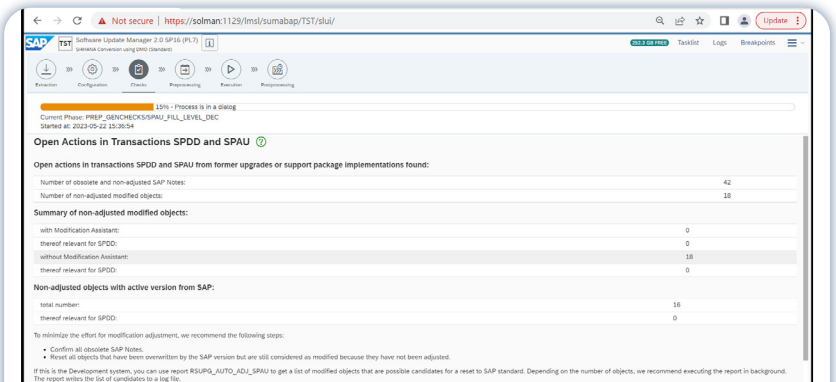 Not secure | https://solman:1129/lmsl/sumabap/TST/slui/
Update
SAP TST Software Update Manager 2.0 SP16 (PL7)
S/4HANA Conversion using DMO (Standard)
252.3 GB FREE Tasklist Logs Breakpoints
Extraction Configuration Checks Preprocessing Execution Postprocessing
15% - Process is in a dialog
Current Phase: PREP_GENCHECKS/SPAU_FILL_LEVEL_DEC
Started at: 2023-05-22 15:36:54
Open Actions in Transactions SPDD and SPAU
Open actions in transactions SPDD and SPAU from former upgrades or support package implementations found:
Number of obsolete and non-adjusted SAP Notes: 42
Number of non-adjusted modified objects: 18
Summary of non-adjusted modified objects:
with Modification Assistant: 0
thereof relevant for SPDD: 0
without Modification Assistant: 18
thereof relevant for SPDD: 0
Non-adjusted objects with active version from SAP:
total number: 16
thereof relevant for SPDD: 0
To minimize the effort for modification adjustment, we recommend the following steps:
• Confirm all obsolete SAP Notes.
• Reset all objects that have been overwritten by the SAP version but are still considered as modified because they have not been adjusted.
If this is the Development system, you can use report RSUPG_AUTO_ADJ_SPAU to get a list of modified objects that are possible candidates for a reset to SAP standard. Depending on the number of objects, we recommend executing the report in background.
The report writes the list of candidates to a log file.